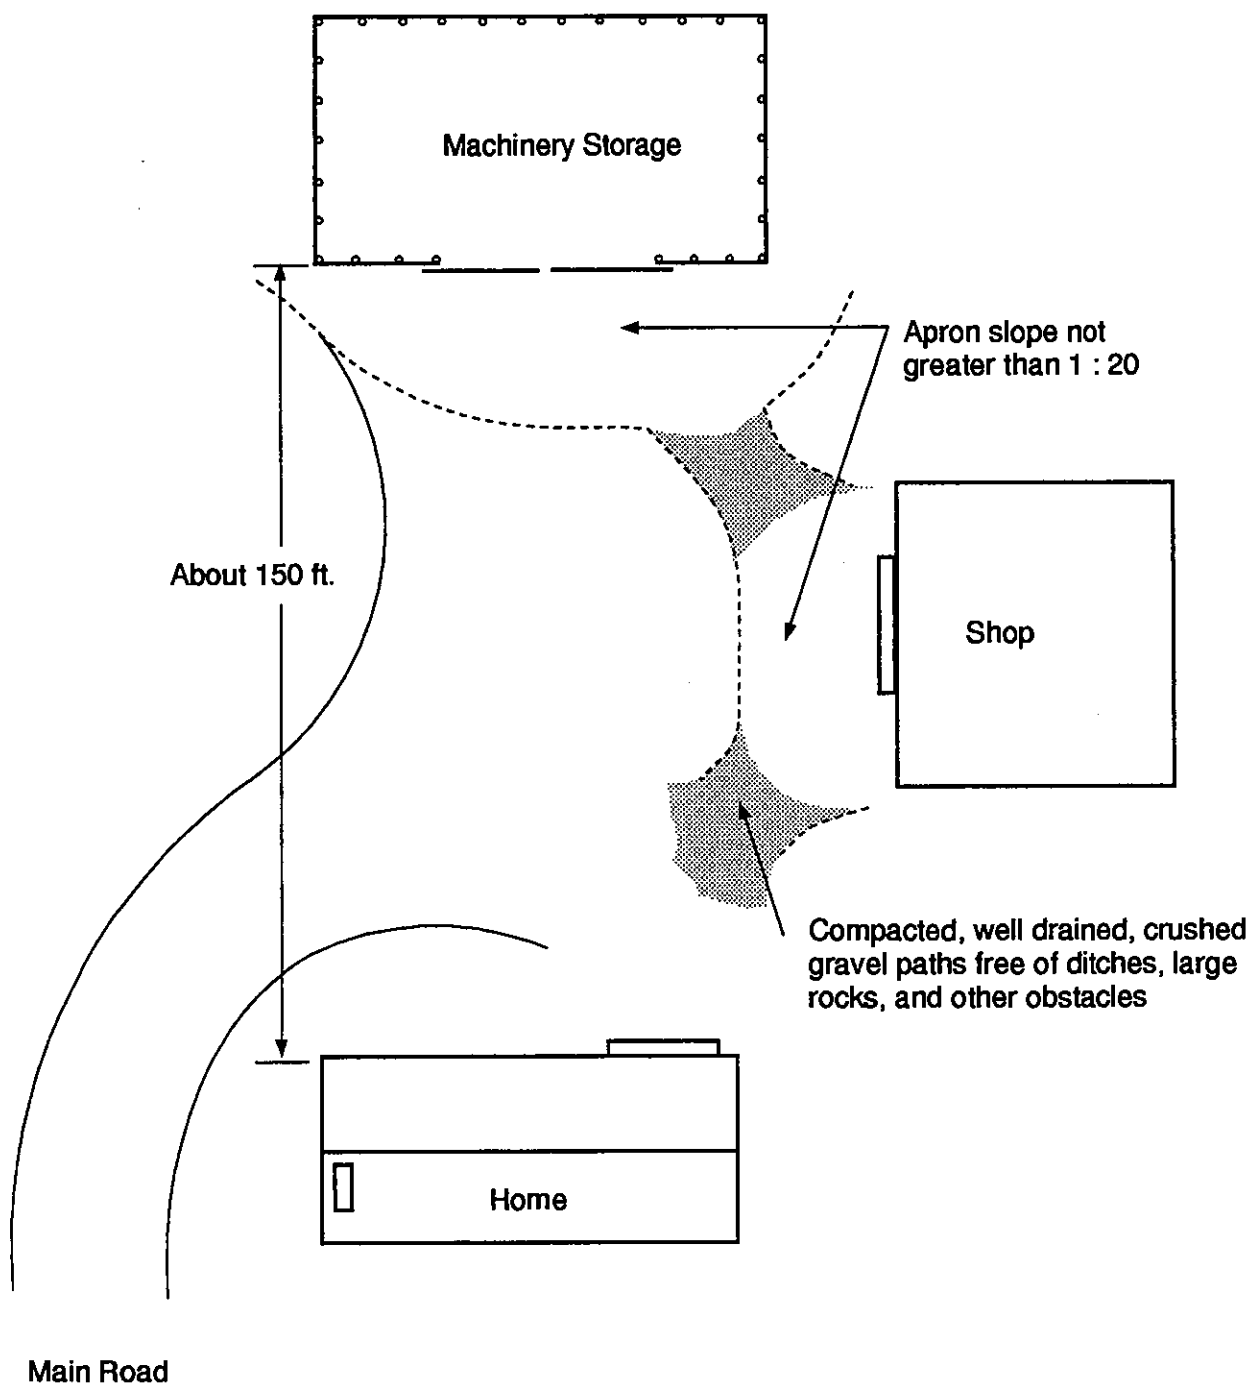 Machinery Storage
Apron slope not
greater than 1 : 20
About 150 ft.
Shop
Compacted, well drained, crushed
gravel paths free of ditches, large
rocks, and other obstacles
Home
Main Road